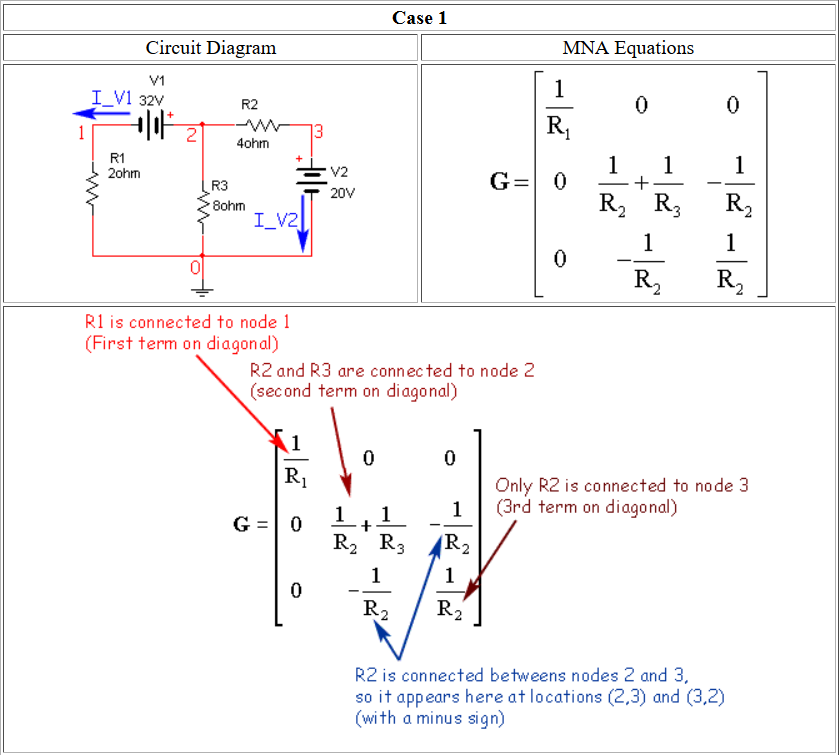 Case 1
Circuit Diagram
MNA Equations
V1
I_V1 32V
+
R2
1
2
3
4ohm
R1
2ohm
+
V2
20V
R3
8ohm
I_V2
0
1 0 0
R1
G = 0 1 + 1 - 1
R2 R3 R2
0 - 1 1
R2 R2
R1 is connected to node 1
(First term on diagonal)
R2 and R3 are connected to node 2
(second term on diagonal)
1 0 0
R1
Only R2 is connected to node 3
(3rd term on diagonal)
G = 0 1 + 1 - 1
R2 R3 R2
0 - 1 1
R2 R2
R2 is connected betweens nodes 2 and 3,
so it appears here at locations (2,3) and (3,2)
(with a minus sign)